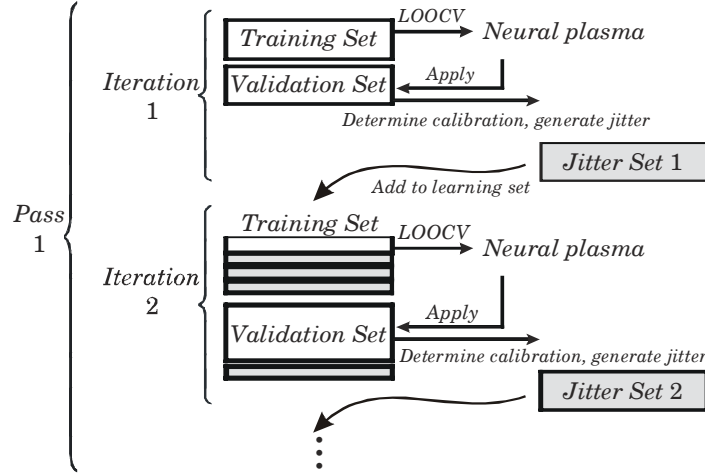 LOOCV
Training Set
Neural plasma
Iteration
1
Validation Set
Apply
Determine calibration, generate jitter
Jitter Set 1
Add to learning set
Pass
1
Training Set
LOOCV
Neural plasma
Iteration
2
Apply
Validation Set
Determine calibration, generate jitter
Jitter Set 2